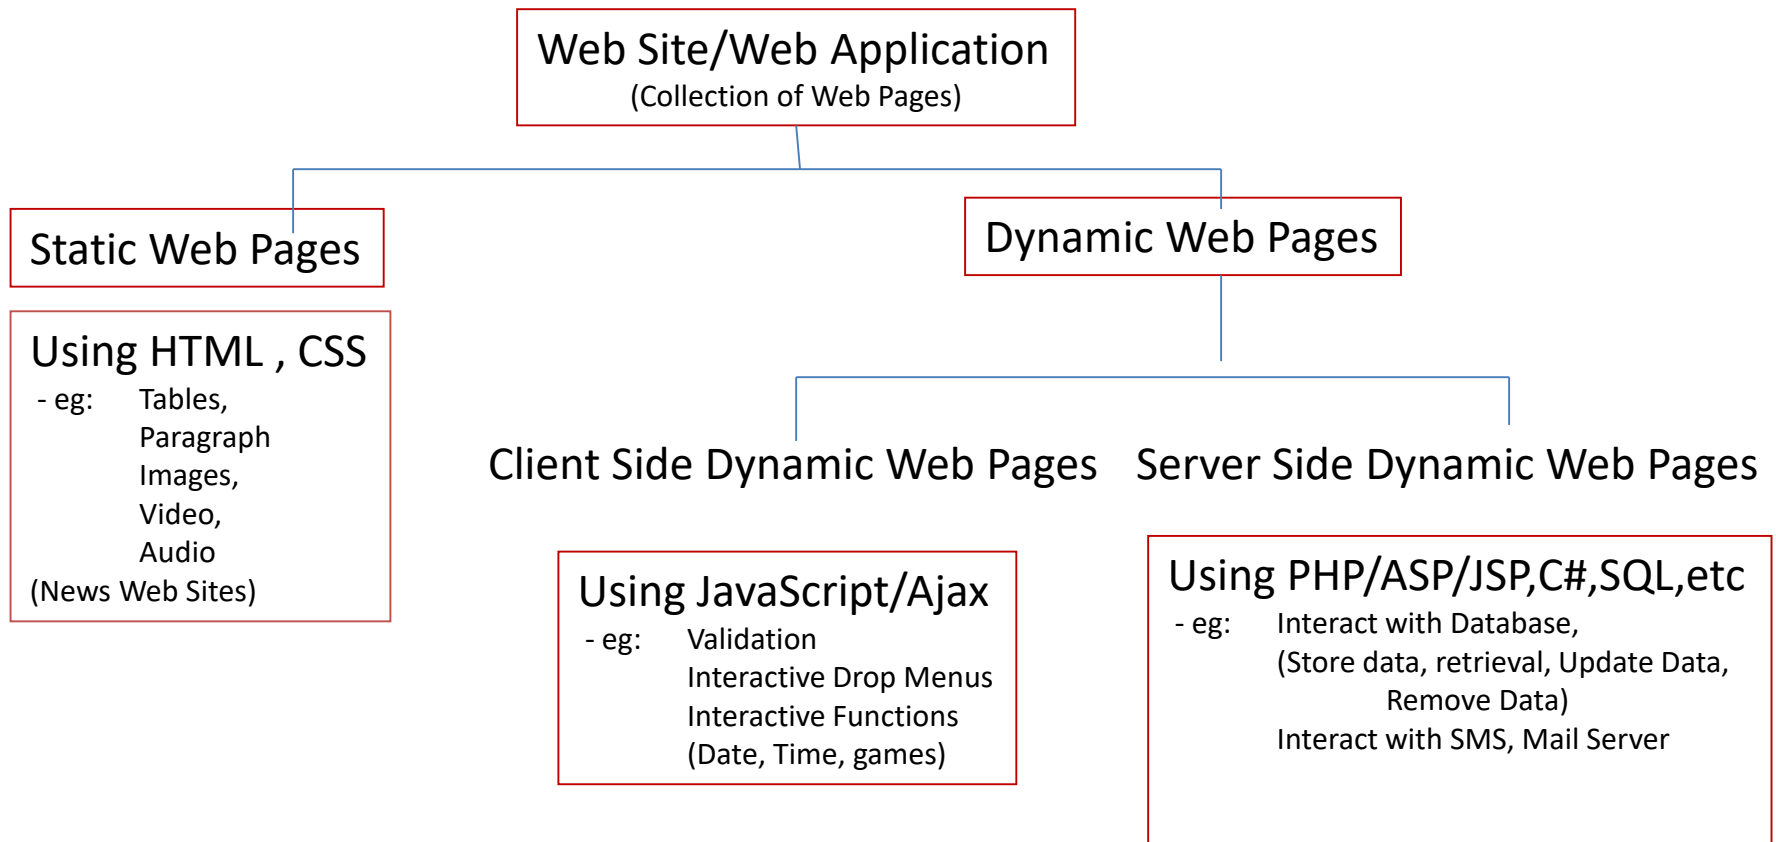 Web Site/Web Application
(Collection of Web Pages)
Static Web Pages
Dynamic Web Pages
Using HTML , CSS
- eg: Tables,
Paragraph
Images,
Video,
Audio
(News Web Sites)
Client Side Dynamic Web Pages
Server Side Dynamic Web Pages
Using JavaScript/Ajax
- eg: Validation
Interactive Drop Menus
Interactive Functions
(Date, Time, games)
Using PHP/ASP/JSP,C#,SQL,etc
- eg: Interact with Database,
(Store data, retrieval, Update Data,
Remove Data)
Interact with SMS, Mail Server